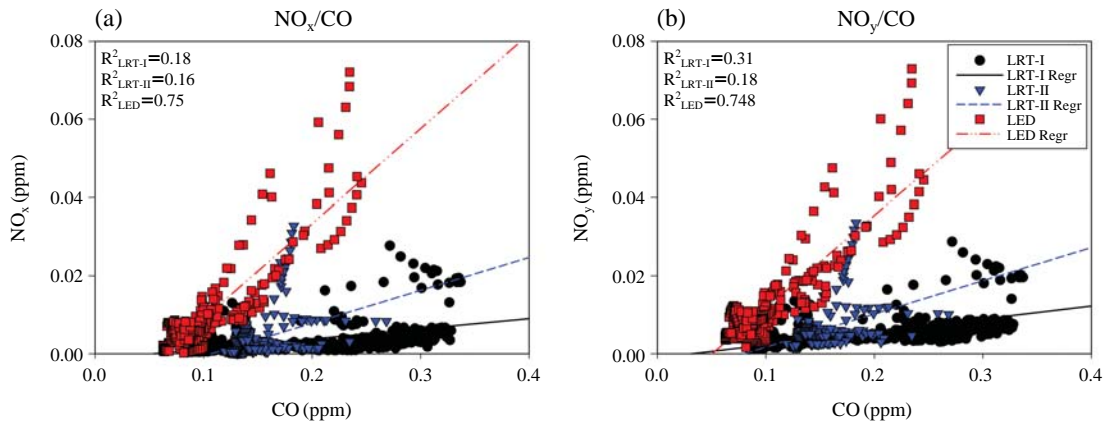 (a) NOx/CO
R²LRT-I=0.18
R²LRT-II=0.16
R²LED=0.75
0.08
0.06
0.04
0.02
0.00
NOx (ppm)
0.0 0.1 0.2 0.3 0.4
CO (ppm)
(b) NOy/CO
R²LRT-I=0.31
R²LRT-II=0.18
R²LED=0.748
LRT-I
LRT-I Regr
LRT-II
LRT-II Regr
LED
LED Regr
0.08
0.06
0.04
0.02
0.00
NOy (ppm)
0.0 0.1 0.2 0.3 0.4
CO (ppm)